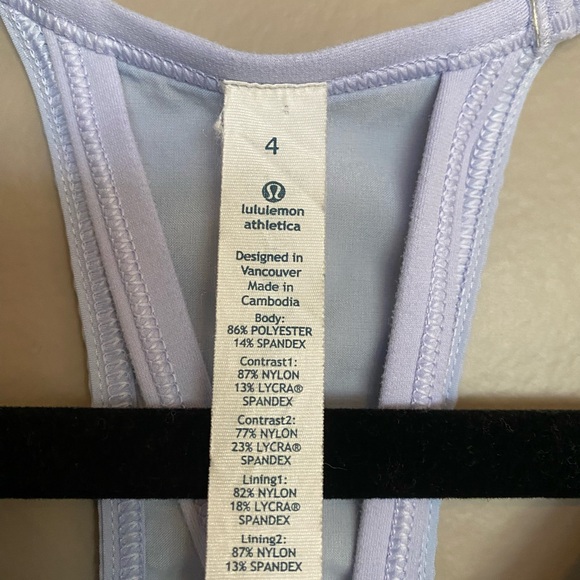 4
lululemon
athletica
Designed in
Vancouver
Made in
Cambodia
Body:
86% POLYESTER
14% SPANDEX
Contrast1:
87% NYLON
13% LYCRA®
SPANDEX
Contrast2:
77% NYLON
23% LYCRA®
SPANDEX
Lining1:
82% NYLON
18% LYCRA®
SPANDEX
Lining2:
87% NYLON
13% SPANDEX